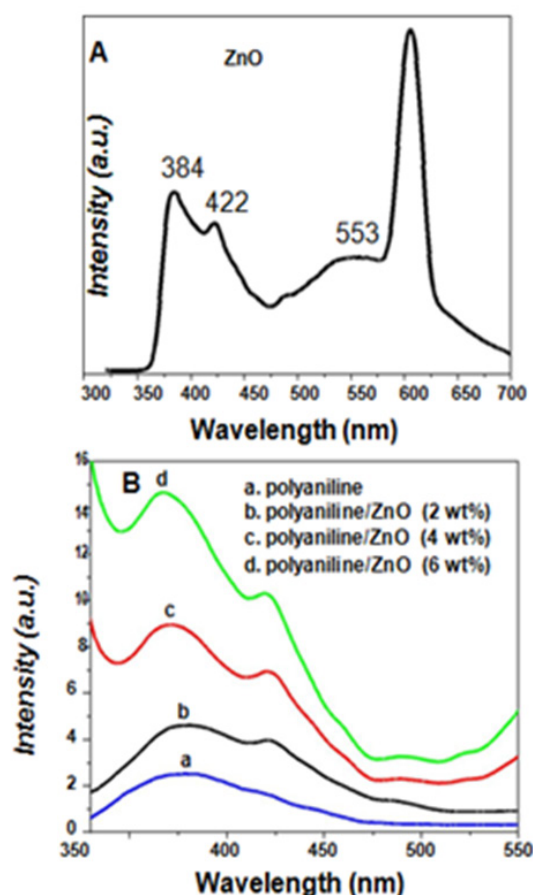 A
ZnO
384
422
553
Intensity (a.u.)
300 350 400 450 500 550 600 650 700
Wavelength (nm)
B
a. polyaniline
b. polyaniline/ZnO (2 wt%)
c. polyaniline/ZnO (4 wt%)
d. polyaniline/ZnO (6 wt%)
d
c
b
a
16
14
12
10
8
6
4
2
0
Intensity (a.u.)
350 400 450 500 550
Wavelength (nm)